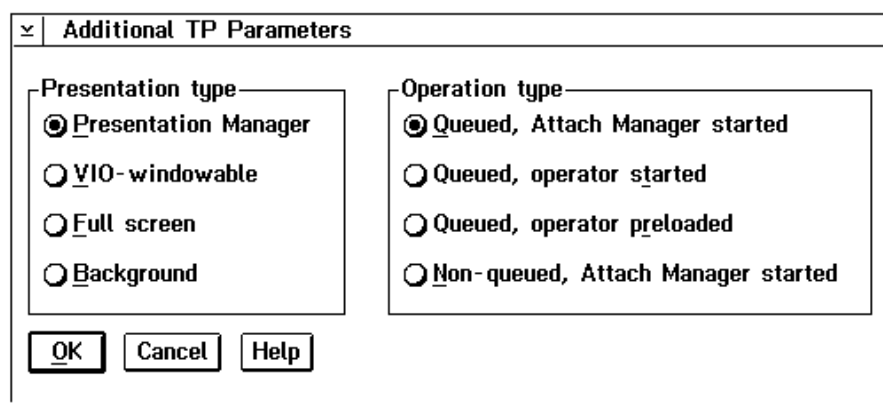 Additional TP Parameters
Presentation type
Presentation Manager
VIO-windowable
Full screen
Background
Operation type
Queued, Attach Manager started
Queued, operator started
Queued, operator preloaded
Non-queued, Attach Manager started
OK Cancel Help